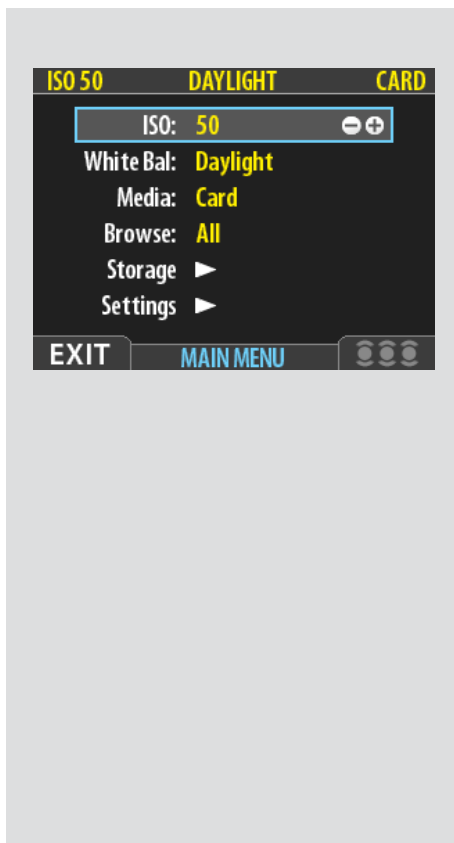 ISO 50 DAYLIGHT CARD
ISO: 50
White Bal: Daylight
Media: Card
Browse: All
Storage
Settings
EXIT MAIN MENU